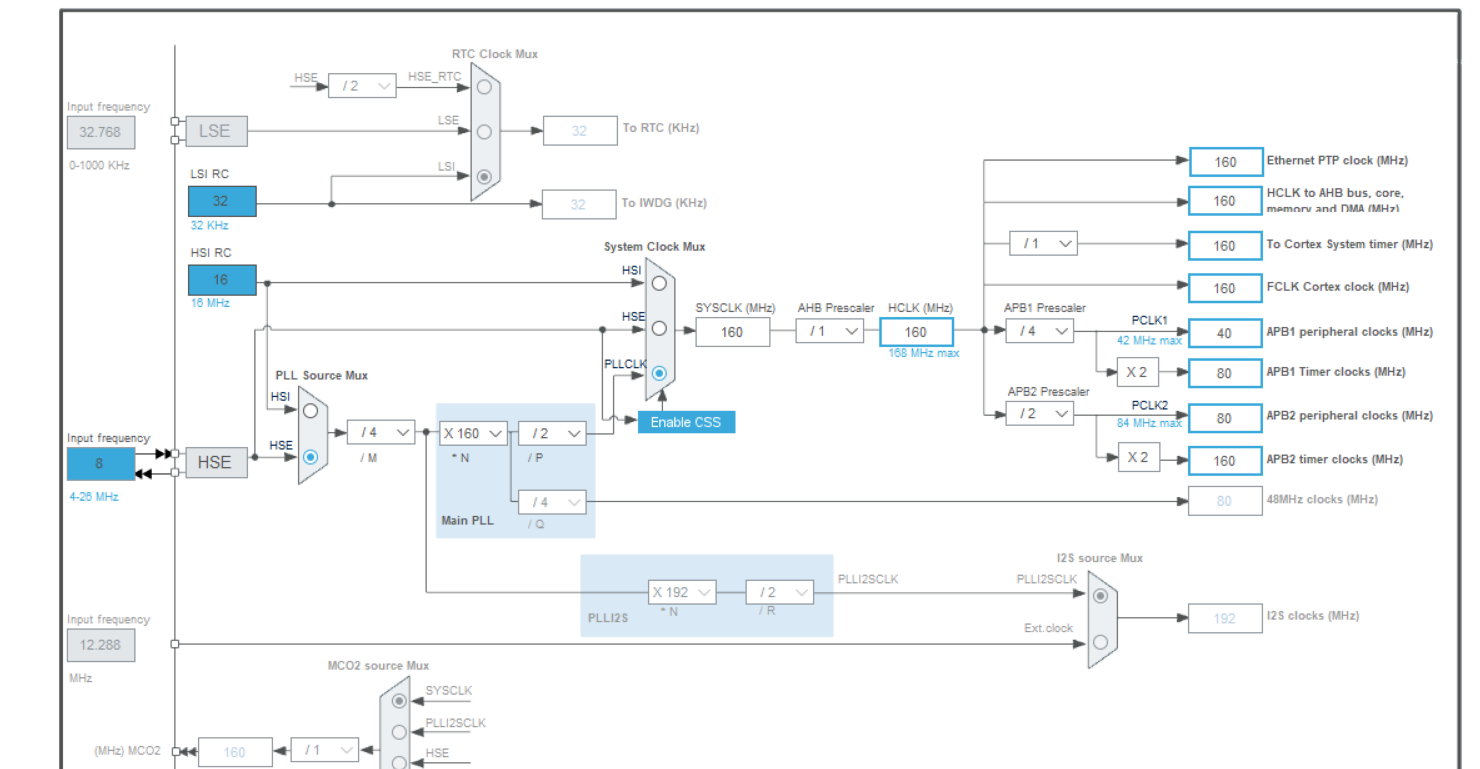 RTC Clock Mux
HSE
/ 2
HSE_RTC
Input frequency
32.768
0-1000 KHz
LSE
LSE
32
To RTC (KHz)
LSI
LSI RC
32
32 KHz
32
To IWDG (KHz)
HSI RC
16
16 MHz
System Clock Mux
HSI
HSE
PLLCLK
Enable CSS
SYSCLK (MHz)
160
AHB Prescaler
/ 1
HCLK (MHz)
160
168 MHz max
160
Ethernet PTP clock (MHz)
160
HCLK to AHB bus, core,
memory and DMA (MHz)
/ 1
160
To Cortex System timer (MHz)
160
FCLK Cortex clock (MHz)
APB1 Prescaler
/ 4
PCLK1
42 MHz max
40
APB1 peripheral clocks (MHz)
X 2
80
APB1 Timer clocks (MHz)
APB2 Prescaler
/ 2
PCLK2
84 MHz max
80
APB2 peripheral clocks (MHz)
X 2
160
APB2 timer clocks (MHz)
80
48MHz clocks (MHz)
PLL Source Mux
HSI
HSE
Input frequency
8
4-26 MHz
HSE
/ 4
/ M
X 160
* N
/ 2
/ P
/ 4
/ Q
Main PLL
PLLI2S
X 192
* N
/ 2
/ R
PLLI2SCLK
I2S source Mux
PLLI2SCLK
Ext.clock
192
I2S clocks (MHz)
Input frequency
12.288
MHz
MCO2 source Mux
SYSCLK
PLLI2SCLK
HSE
(MHz) MCO2
160
/ 1